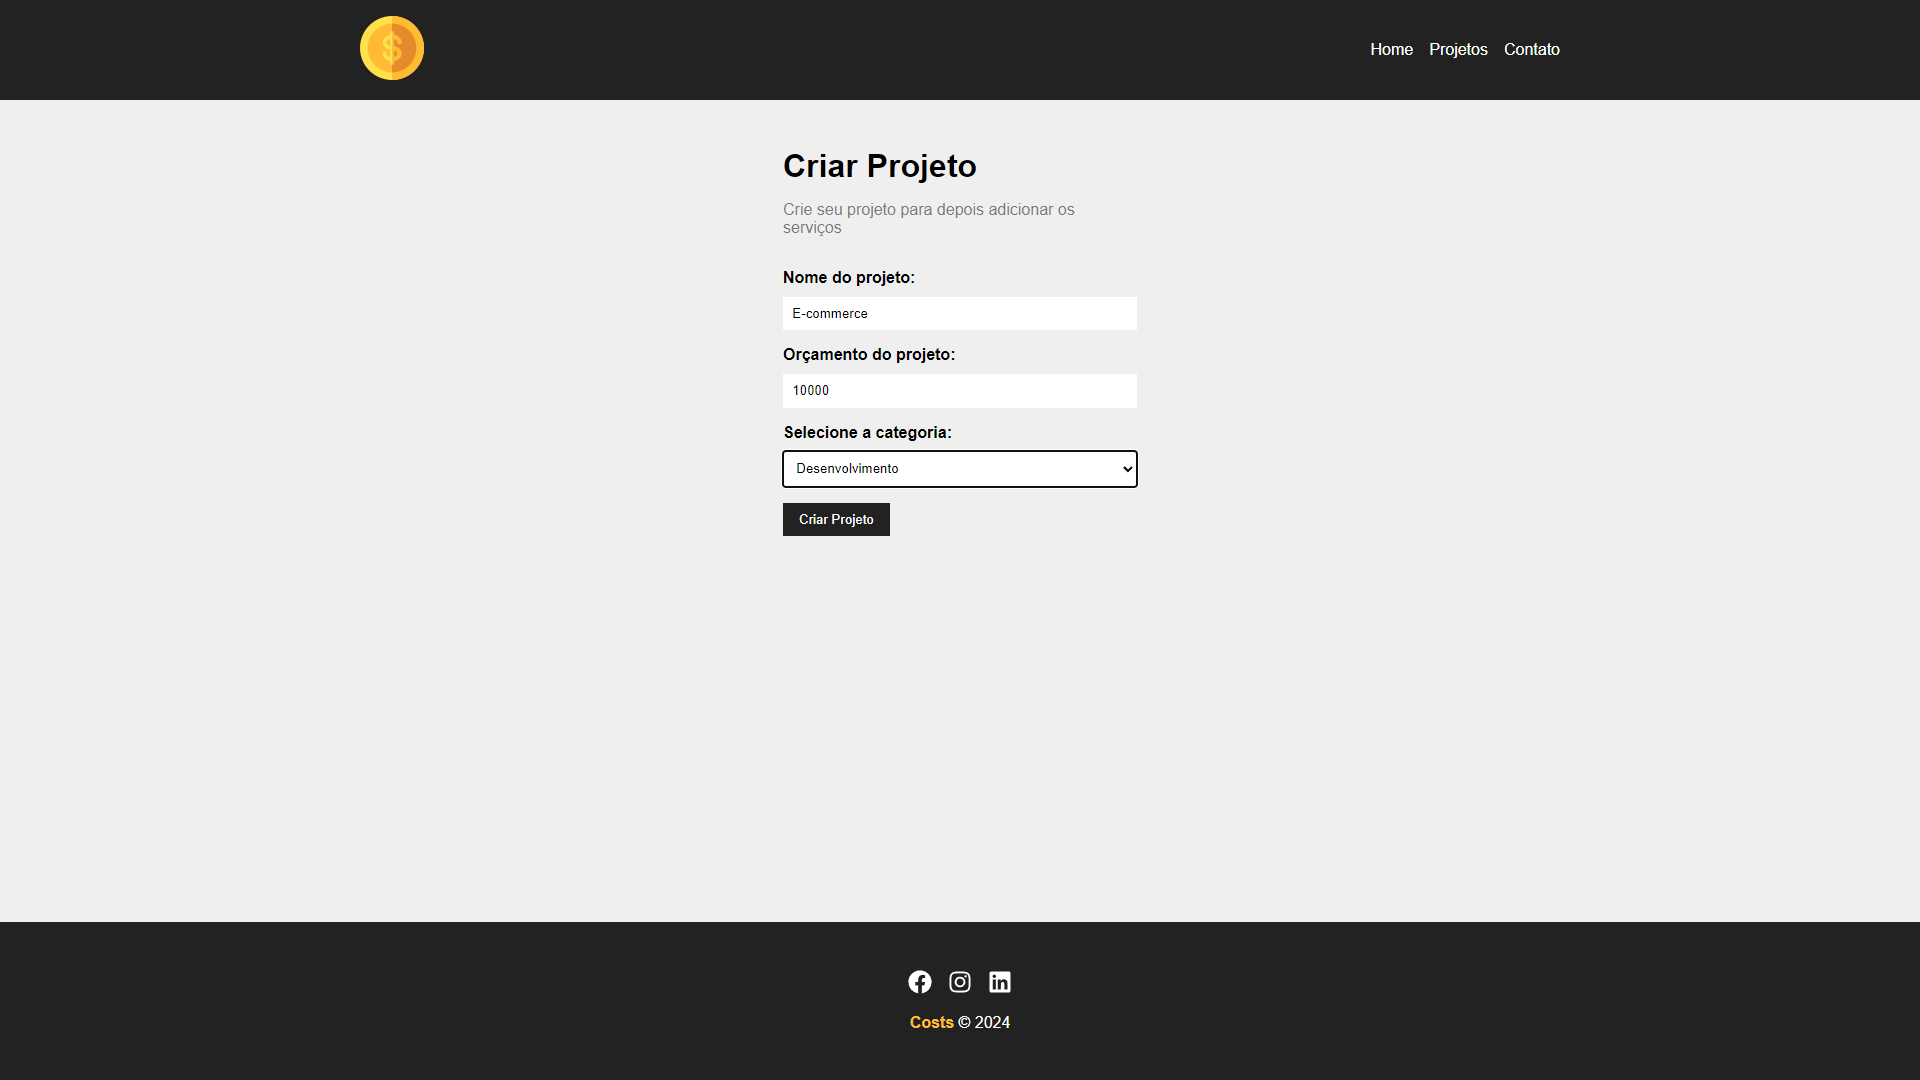 $
Home Projetos Contato
Criar Projeto
Crie seu projeto para depois adicionar os
serviços
Nome do projeto:
E-commerce
Orçamento do projeto:
10000
Selecione a categoria:
Desenvolvimento
Criar Projeto
Costs © 2024